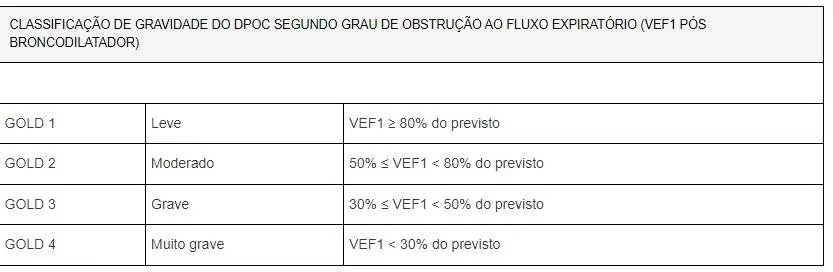 CLASSIFICAÇÃO DE GRAVIDADE DO DPOC SEGUNDO GRAU DE OBSTRUÇÃO AO FLUXO EXPIRATÓRIO (VEF1 PÓS
BRONCODILATADOR)
GOLD 1 Leve VEF1 ≥ 80% do previsto
GOLD 2 Moderado 50% ≤ VEF1 < 80% do previsto
GOLD 3 Grave 30% ≤ VEF1 < 50% do previsto
GOLD 4 Muito grave VEF1 < 30% do previsto